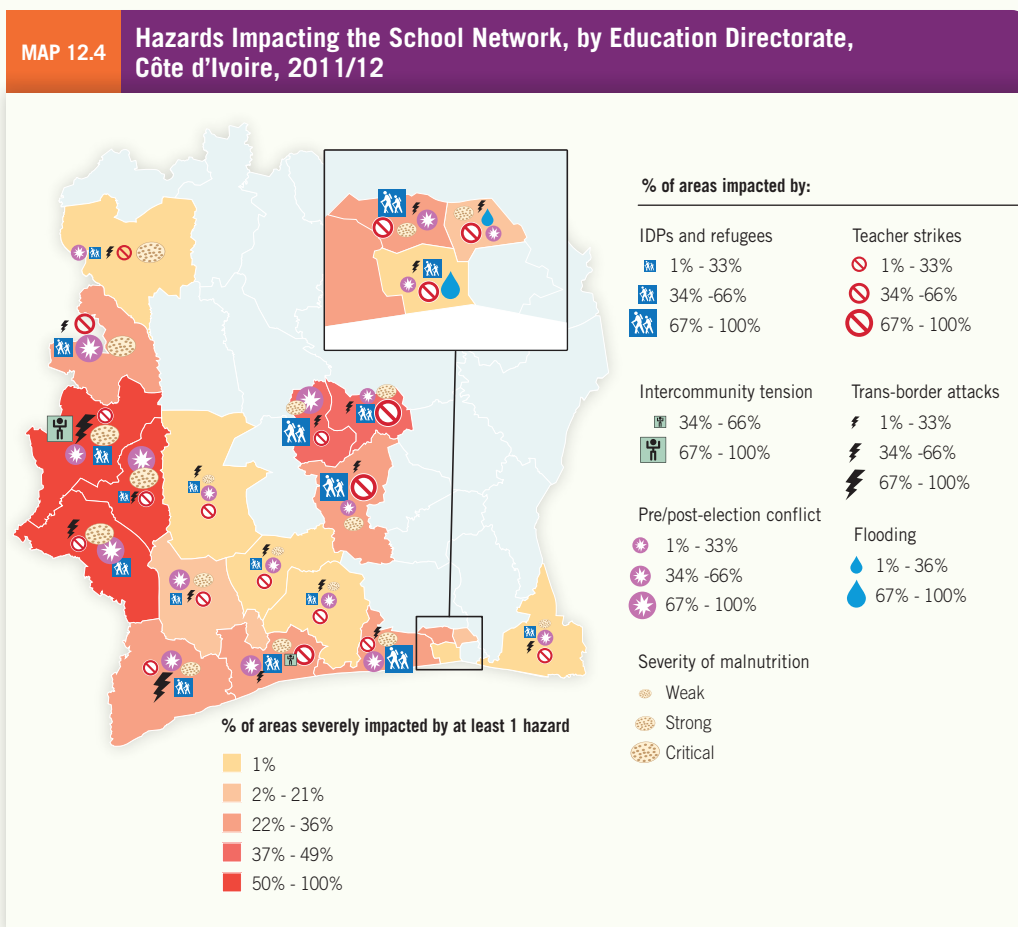 MAP 12.4
Hazards Impacting the School Network, by Education Directorate,
Côte d'Ivoire, 2011/12
% of areas impacted by:
IDPs and refugees
1% - 33%
34% -66%
67% - 100%
Teacher strikes
1% - 33%
34% -66%
67% - 100%
Intercommunity tension
34% - 66%
67% - 100%
Trans-border attacks
1% - 33%
34% -66%
67% - 100%
Pre/post-election conflict
1% - 33%
34% -66%
67% - 100%
Flooding
1% - 36%
67% - 100%
Severity of malnutrition
Weak
Strong
Critical
% of areas severely impacted by at least 1 hazard
1%
2% - 21%
22% - 36%
37% - 49%
50% - 100%